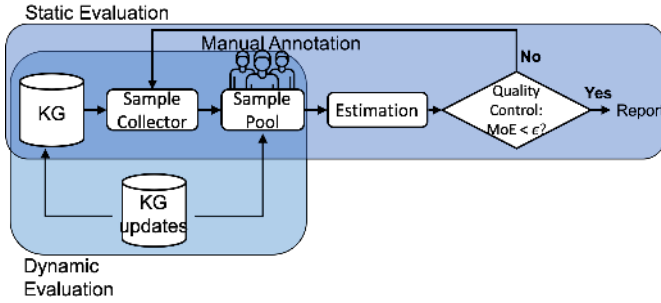 Static Evaluation
Manual Annotation
No
KG
Sample
Collector
Sample
Pool
Estimation
Quality
Control:
MoE < ϵ?
Yes
Report
KG
updates
Dynamic
Evaluation